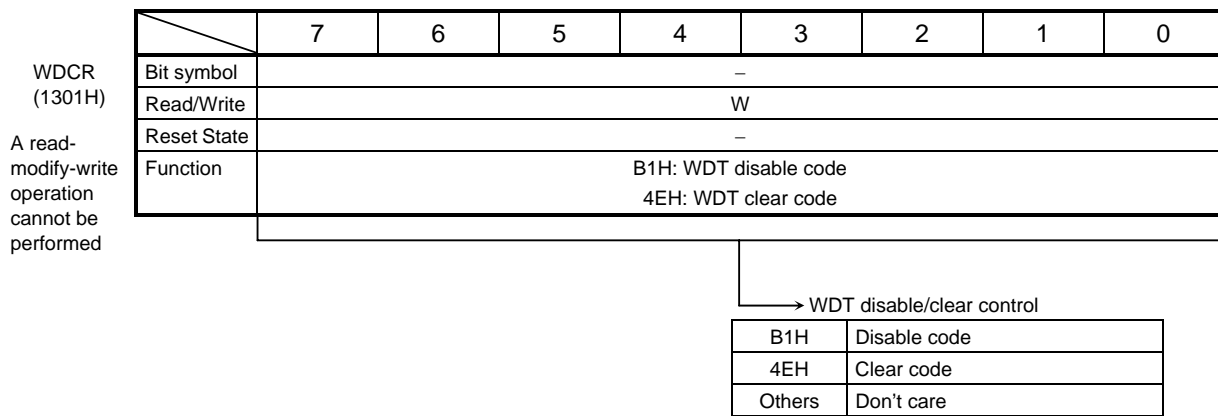 7 6 5 4 3 2 1 0
WDCR
(1301H)
A read-
modify-write
operation
cannot be
performed
Bit symbol –
Read/Write W
Reset State –
Function B1H: WDT disable code
4EH: WDT clear code
WDT disable/clear control
B1H Disable code
4EH Clear code
Others Don't care